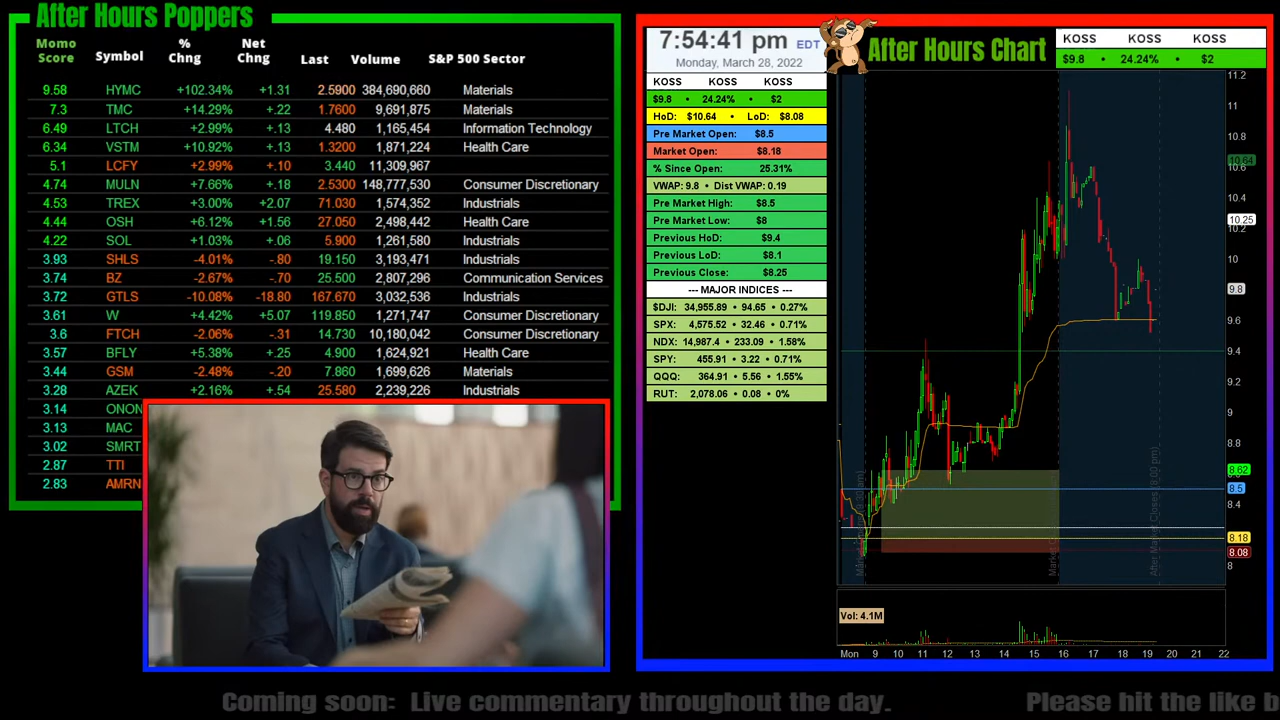 After Hours Poppers
Momo Score Symbol % Chng Net Chng Last Volume S&P 500 Sector
9.58 HYMC +102.34% +1.31 2.5900 384,690,660 Materials
7.3 TMC +14.29% +.22 1.7600 9,691,875 Materials
6.49 LTCH +2.99% +.13 4.480 1,165,454 Information Technology
6.34 VSTM +10.92% +.13 1.3200 1,871,224 Health Care
5.1 LCFY +2.99% +.10 3.440 11,309,967
4.74 MULN +7.66% +.18 2.5300 148,777,530 Consumer Discretionary
4.53 TREX +3.00% +2.07 71.030 1,574,352 Industrials
4.44 OSH +6.12% +1.56 27.050 2,498,442 Health Care
4.22 SOL +1.03% +.06 5.900 1,261,580 Industrials
3.93 SHLS -4.01% -.80 19.150 3,193,471 Industrials
3.74 BZ -2.67% -.70 25.500 2,807,296 Communication Services
3.72 GTLS -10.08% -18.80 167.670 3,032,536 Industrials
3.61 W +4.42% +5.07 119.850 1,271,747 Consumer Discretionary
3.6 FTCH -2.06% -.31 14.730 10,180,042 Consumer Discretionary
3.57 BFLY +5.38% +.25 4.900 1,624,921 Health Care
3.44 GSM -2.48% -.20 7.860 1,699,626 Materials
3.28 AZEK +2.16% +.54 25.580 2,239,226 Industrials
3.14 ONON
3.13 MAC
3.02 SMRT
2.87 TTI
2.83 AMRN
7:54:41 pm EDT
Monday, March 28, 2022
KOSS KOSS KOSS
$9.8 • 24.24% • $2
HoD: $10.64 • LoD: $8.08
Pre Market Open: $8.5
Market Open: $8.18
% Since Open: 25.31%
VWAP: 9.8 • Dist VWAP: 0.19
Pre Market High: $8.5
Pre Market Low: $8
Previous HoD: $9.4
Previous LoD: $8.1
Previous Close: $8.25
--- MAJOR INDICES ---
$DJI: 34,955.89 • 94.65 • 0.27%
SPX: 4,575.52 • 32.46 • 0.71%
NDX: 14,987.4 • 233.09 • 1.58%
SPY: 455.91 • 3.22 • 0.71%
QQQ: 364.91 • 5.56 • 1.55%
RUT: 2,078.06 • 0.08 • 0%
After Hours Chart
KOSS KOSS KOSS
$9.8 • 24.24% • $2
11.2
11
10.8
10.64
10.4
10.25
10.2
10
9.8
9.6
9.4
9.2
9
8.8
8.62
8.5
8.4
8.18
8.08
8
After Market Closes (8:00 pm)
Vol: 4.1M
Mon 9 10 11 12 13 14 15 16 17 18 19 20 21 22
Coming soon: Live commentary throughout the day. Please hit the like